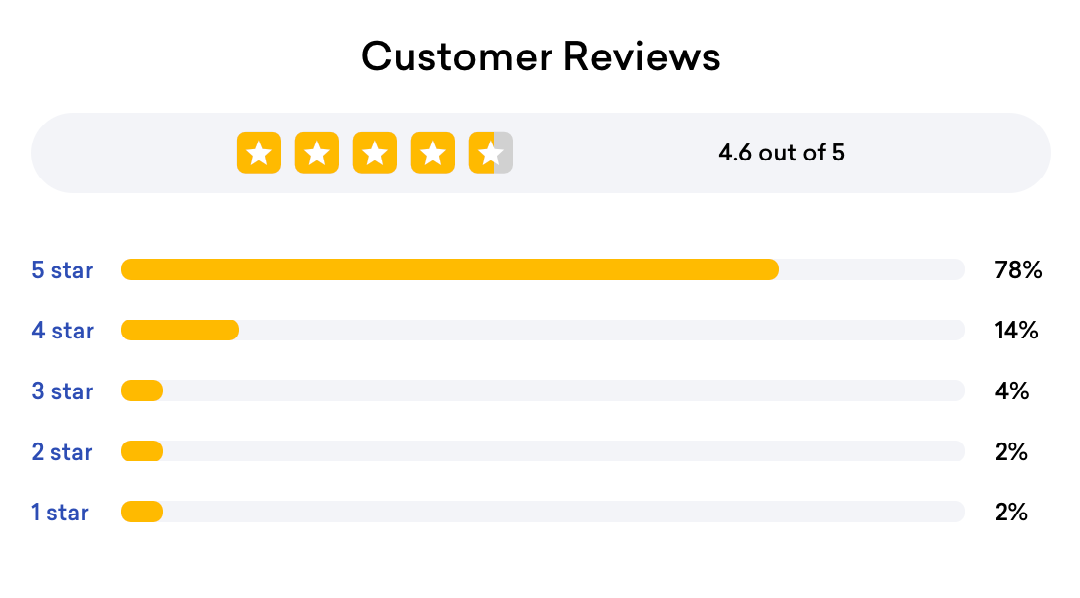 Customer Reviews
4.6 out of 5
5 star 78%
4 star 14%
3 star 4%
2 star 2%
1 star 2%